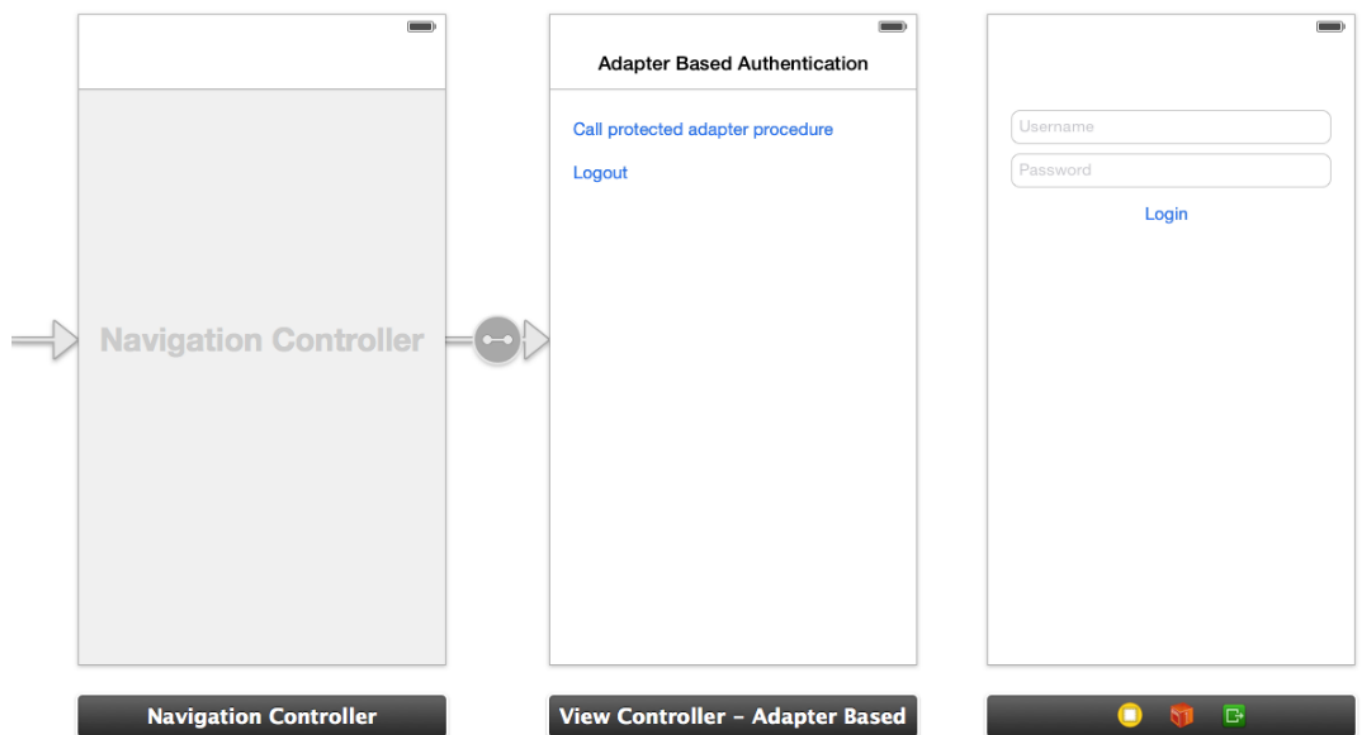 Navigation Controller
Navigation Controller
Adapter Based Authentication
Call protected adapter procedure
Logout
View Controller – Adapter Based
Username
Password
Login